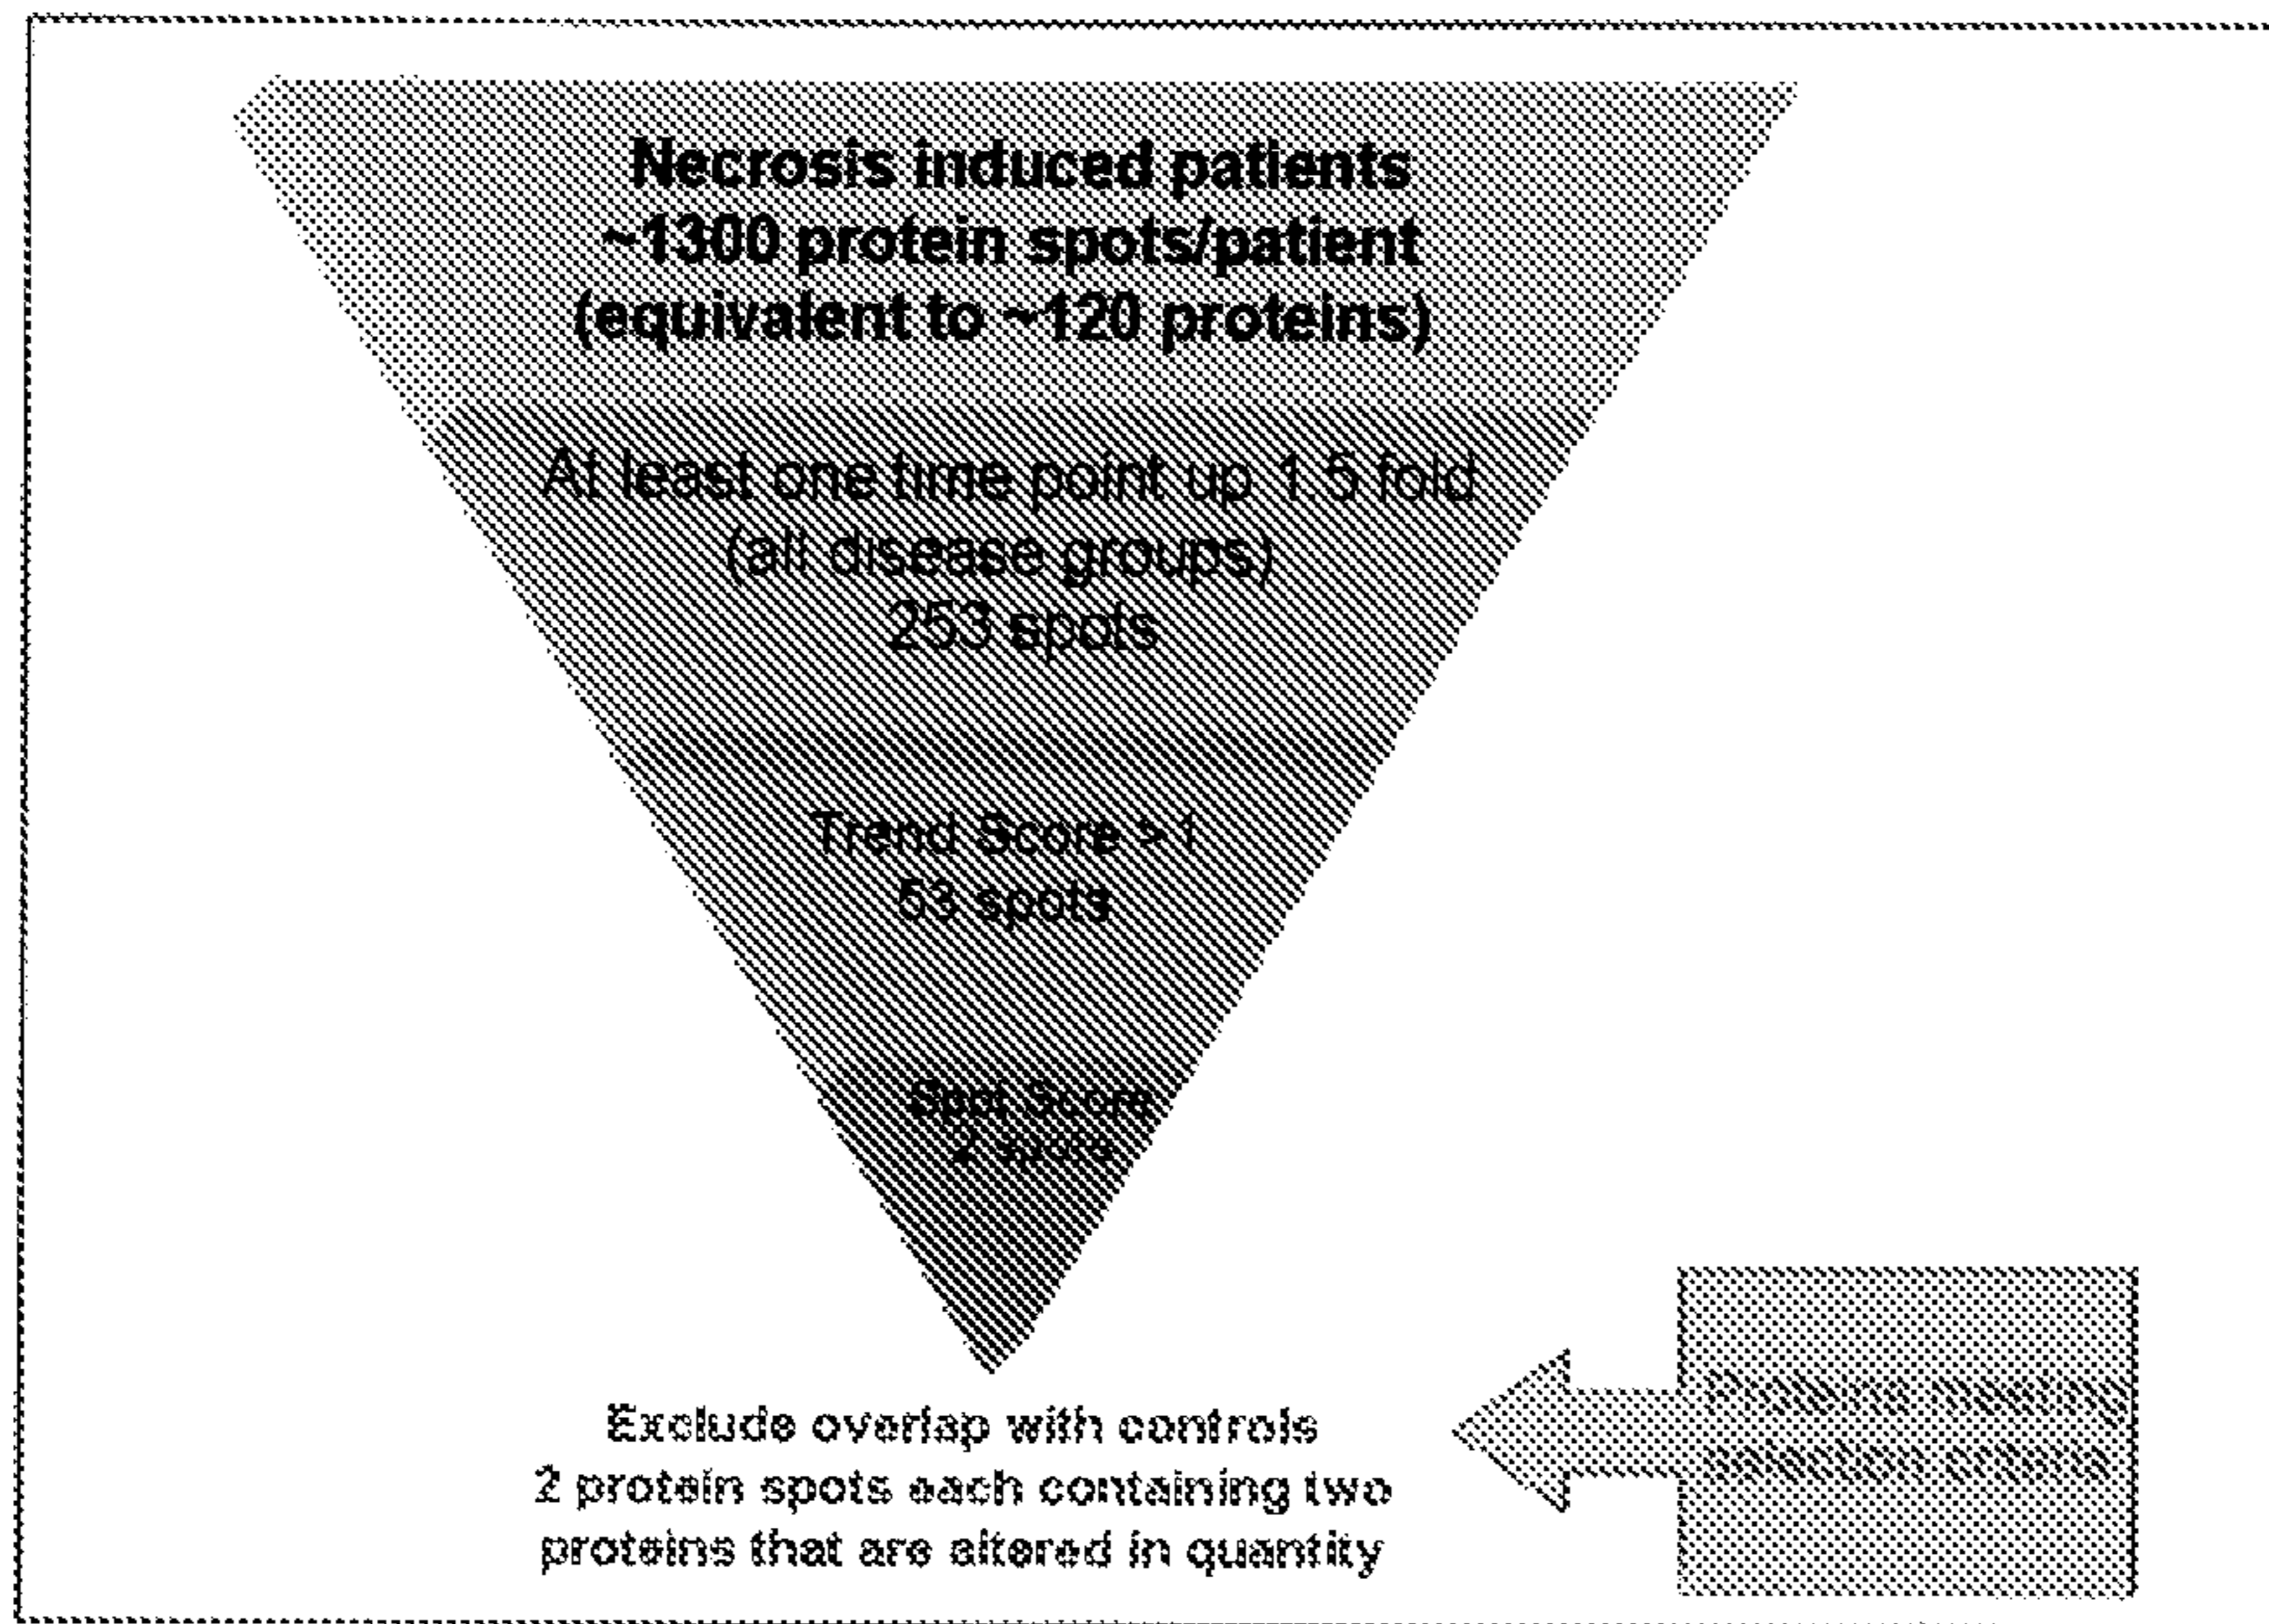 Necrosis induced patients
~1300 protein spots/patient
(equivalent to ~120 proteins)
At least one time point up 1.5 fold
(all disease groups)
253 spots
Trend Score > 1
53 spots
Spot Score
2 spots
Exclude overlap with controls
2 protein spots each containing two
proteins that are altered in quantity
Proteins meeting
selection criteria